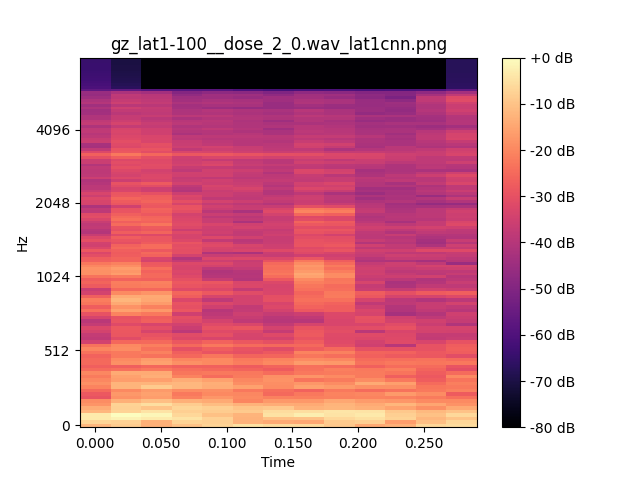 gz_lat1-100__dose_2_0.wav_lat1cnn.png
Hz
4096
2048
1024
512
0
0.000 0.050 0.100 0.150 0.200 0.250
Time
+0 dB
-10 dB
-20 dB
-30 dB
-40 dB
-50 dB
-60 dB
-70 dB
-80 dB